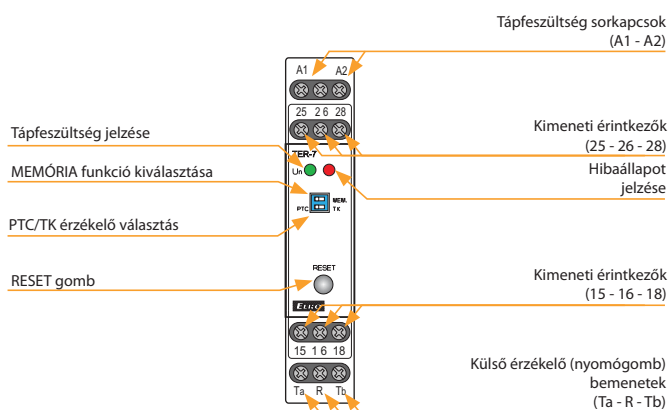 Tápfeszültség sorkapcsok
(A1 - A2)
A1 A2
25 26 28
Kimeneti érintkezők
(25 - 26 - 28)
Tápfeszültség jelzése
TER-7
Un
Hibaállapot
jelzése
MEMÓRIA funkció kiválasztása
MEM.
PTC TK
PTC/TK érzékelő választás
RESET
RESET gomb
Kimeneti érintkezők
(15 - 16 - 18)
15 16 18
Külső érzékelő (nyomógomb)
bemenetek
(Ta - R - Tb)
Ta R Tb